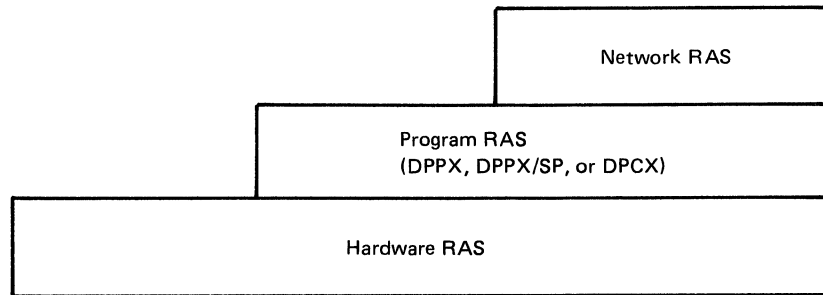 Network RAS
Program RAS
(DPPX, DPPX/SP, or DPCX)
Hardware RAS